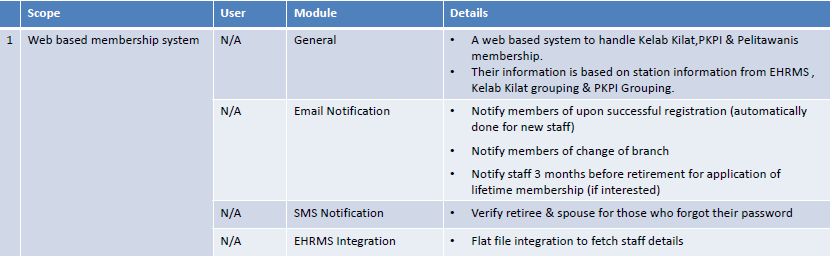 Scope User Module Details
1 Web based membership system N/A General • A web based system to handle Kelab Kilat,PKPI & Pelitawanis
membership.
• Their information is based on station information from EHRMS ,
Kelab Kilat grouping & PKPI Grouping.
N/A Email Notification • Notify members of upon successful registration (automatically
done for new staff)
• Notify members of change of branch
• Notify staff 3 months before retirement for application of
lifetime membership (if interested)
N/A SMS Notification • Verify retiree & spouse for those who forgot their password
N/A EHRMS Integration • Flat file integration to fetch staff details